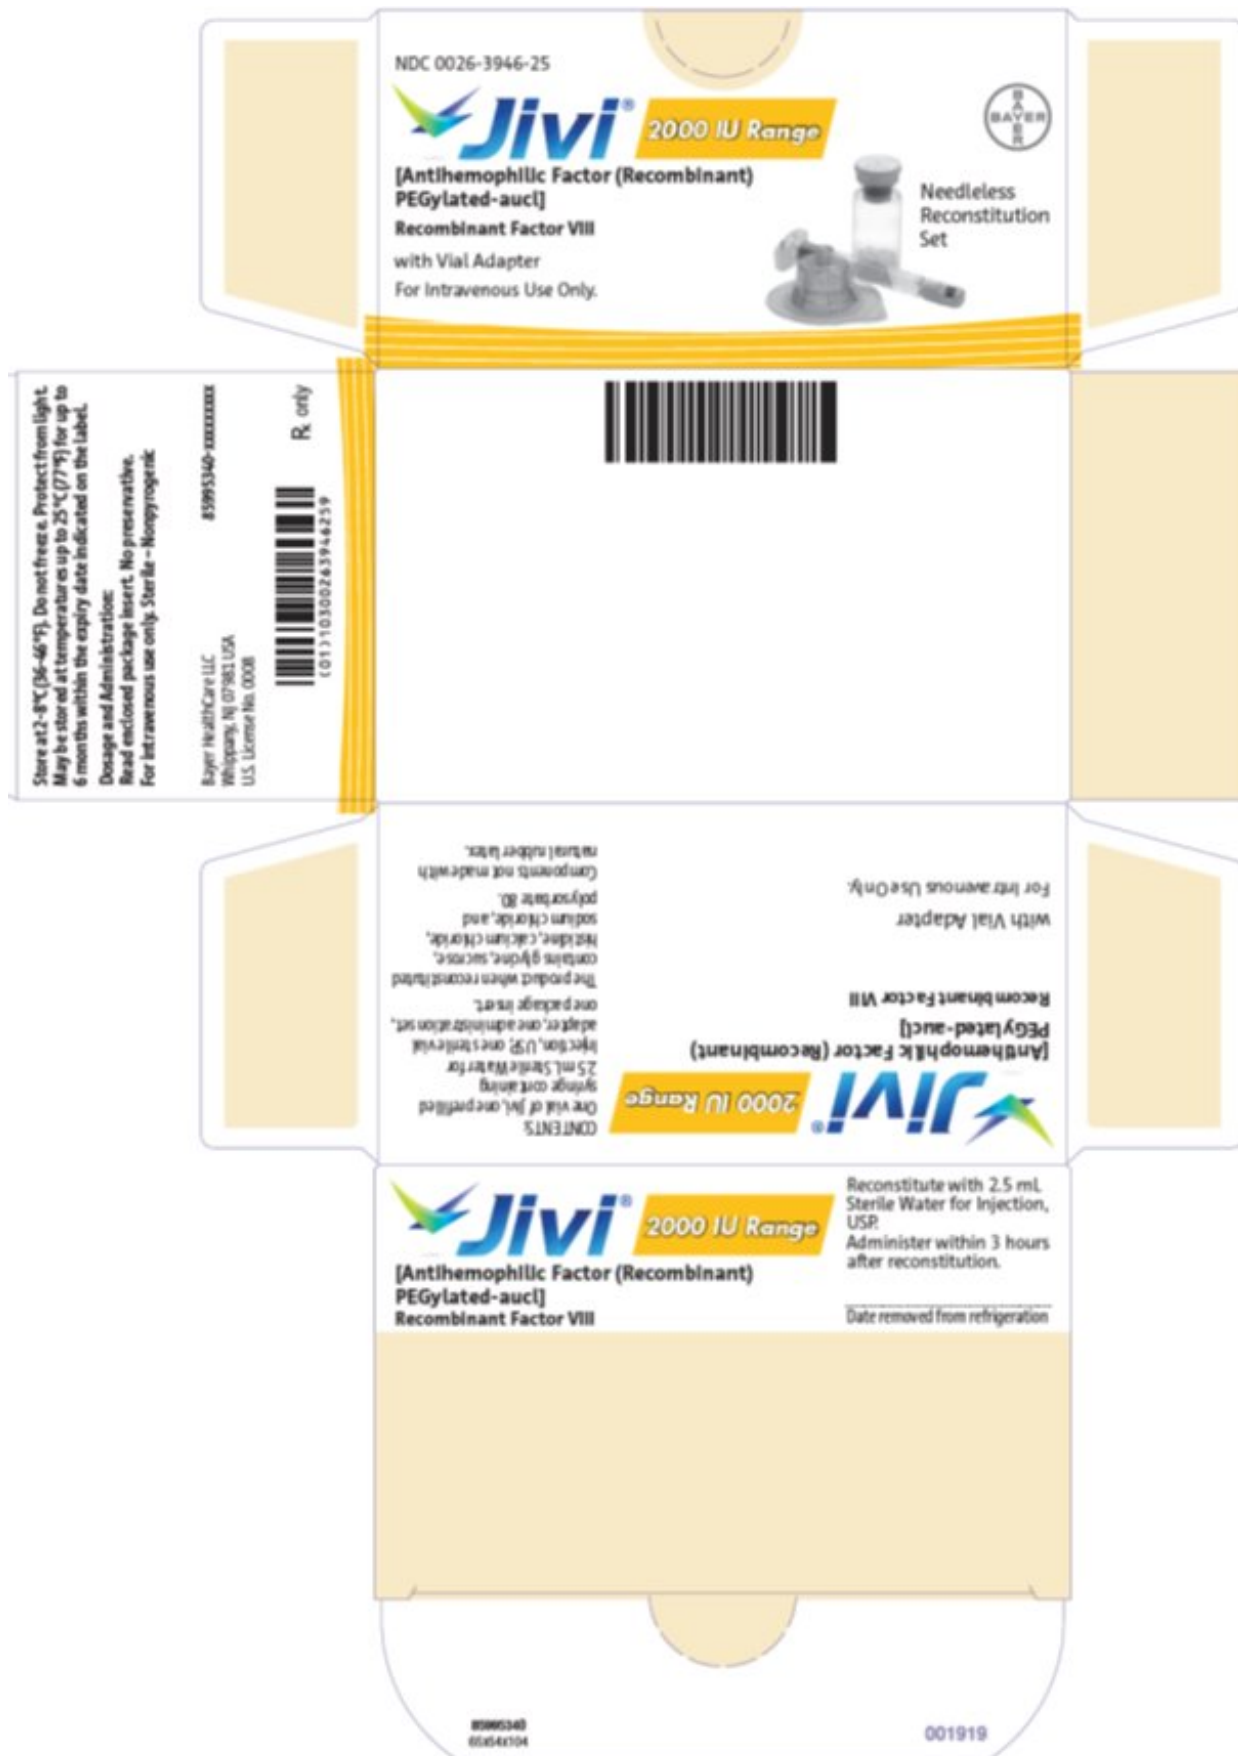 NDC 0026-3946-25
Jivi® 2000 IU Range
[Antihemophilic Factor (Recombinant)
PEGylated-aucl]
Recombinant Factor VIII
with Vial Adapter
For Intravenous Use Only.
BAYER
BAYER
Needleless
Reconstitution
Set
Store at 2-8°C (36-46°F). Do not freeze. Protect from light.
May be stored at temperatures up to 25°C (77°F) for up to
6 months within the expiry date indicated on the label.
Dosage and Administration:
Read enclosed package insert. No preservative.
For intravenous use only. Sterile – Nonpyrogenic
Bayer HealthCare LLC
Whippany, NJ 07981 USA
U.S. License No. 0008
85995340-xxxxxxxx
(01)10300263946259
Rx only
Jivi® 2000 IU Range
[Antihemophilic Factor (Recombinant)
PEGylated-aucl]
Recombinant Factor VIII
with Vial Adapter
For Intravenous Use Only.
CONTENTS:
One vial of Jivi, one prefilled
syringe containing
2.5 mL Sterile Water for
Injection, USP, one sterile vial
adapter, one administration set,
one package insert.
The product when reconstituted
contains glycine, sucrose,
histidine, calcium chloride,
sodium chloride, and
polysorbate 80.
Components not made with
natural rubber latex.
Jivi® 2000 IU Range
[Antihemophilic Factor (Recombinant)
PEGylated-aucl]
Recombinant Factor VIII
Reconstitute with 2.5 mL
Sterile Water for Injection,
USP.
Administer within 3 hours
after reconstitution.
Date removed from refrigeration
85995340
65x54x104
001919